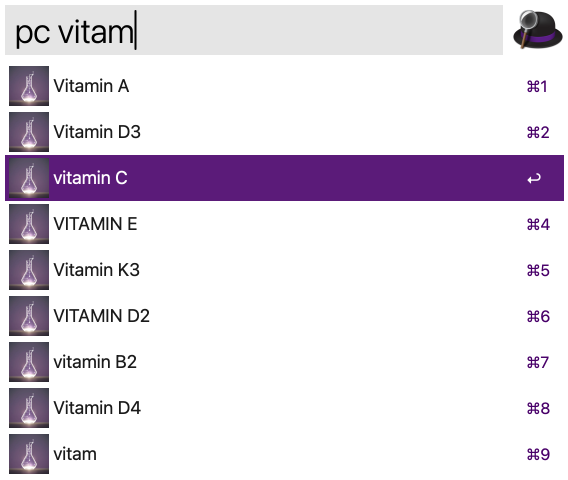 pc vitam
Vitamin A ⌘1
Vitamin D3 ⌘2
vitamin C ↩
VITAMIN E ⌘4
Vitamin K3 ⌘5
VITAMIN D2 ⌘6
vitamin B2 ⌘7
Vitamin D4 ⌘8
vitam ⌘9